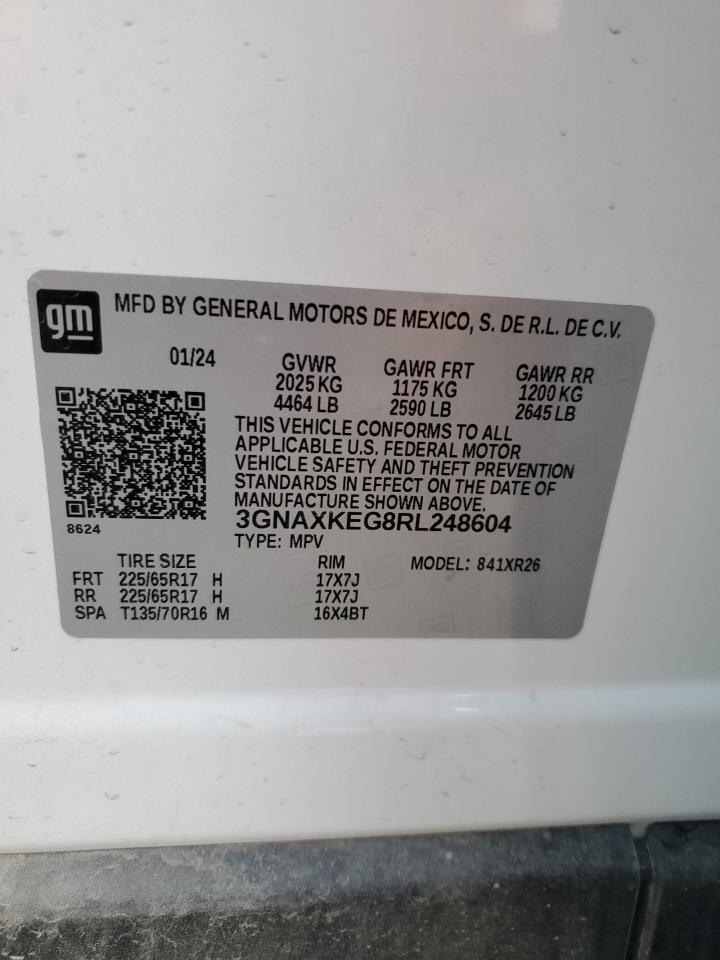 gm
MFD BY GENERAL MOTORS DE MEXICO, S. DE R.L. DE C.V.
01/24 GVWR GAWR FRT GAWR RR
2025 KG 1175 KG 1200 KG
4464 LB 2590 LB 2645 LB
THIS VEHICLE CONFORMS TO ALL
APPLICABLE U.S. FEDERAL MOTOR
VEHICLE SAFETY AND THEFT PREVENTION
STANDARDS IN EFFECT ON THE DATE OF
MANUFACTURE SHOWN ABOVE.
8624 3GNAXKEG8RL248604
TYPE: MPV
TIRE SIZE RIM MODEL: 841XR26
FRT 225/65R17 H 17X7J
RR 225/65R17 H 17X7J
SPA T135/70R16 M 16X4BT